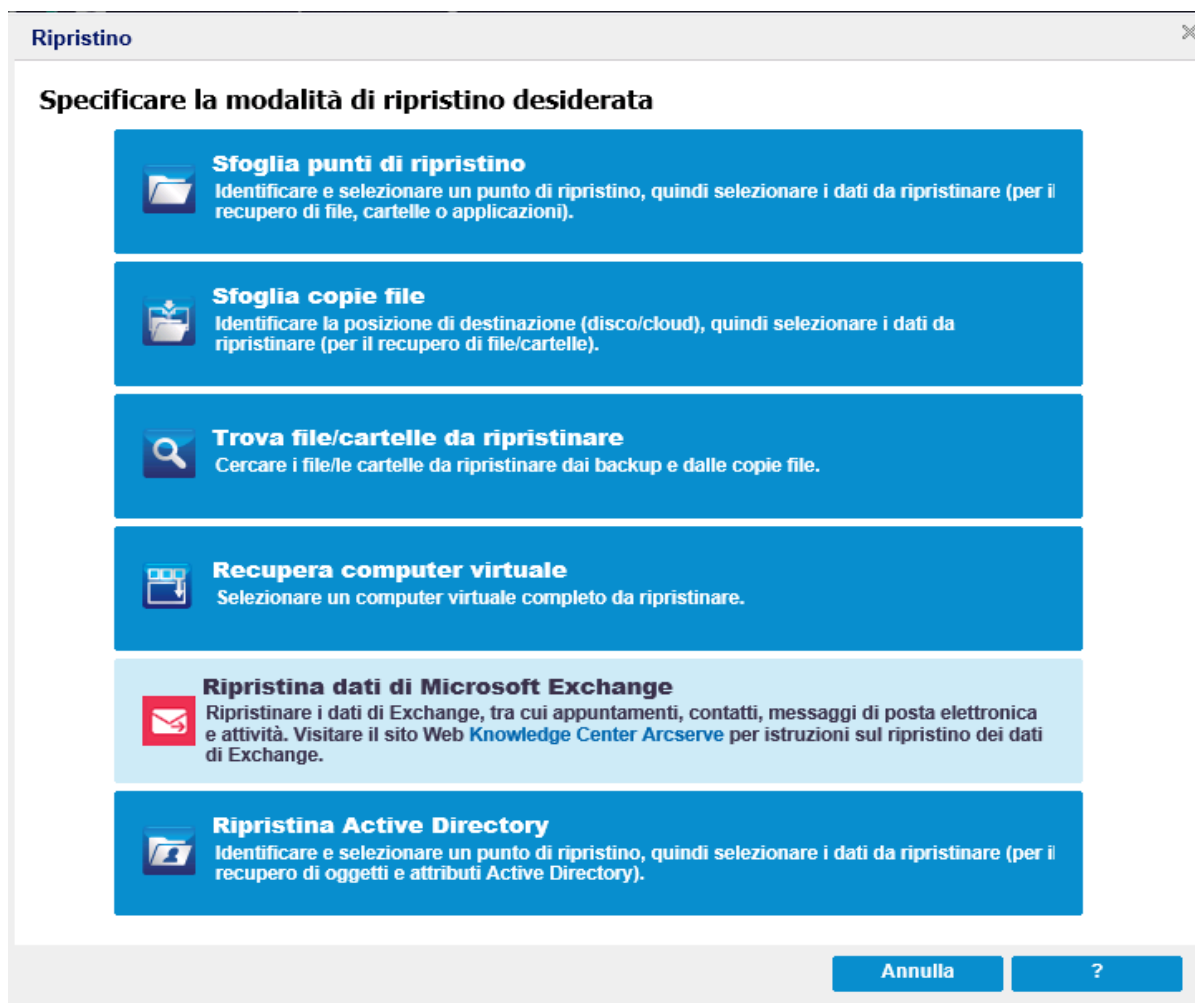 Ripristino
Specificare la modalità di ripristino desiderata
Sfoglia punti di ripristino
Identificare e selezionare un punto di ripristino, quindi selezionare i dati da ripristinare (per il
recupero di file, cartelle o applicazioni).
Sfoglia copie file
Identificare la posizione di destinazione (disco/cloud), quindi selezionare i dati da
ripristinare (per il recupero di file/cartelle).
Trova file/cartelle da ripristinare
Cercare i file/le cartelle da ripristinare dai backup e dalle copie file.
Recupera computer virtuale
Selezionare un computer virtuale completo da ripristinare.
Ripristina dati di Microsoft Exchange
Ripristinare i dati di Exchange, tra cui appuntamenti, contatti, messaggi di posta elettronica
e attività. Visitare il sito Web Knowledge Center Arcserve per istruzioni sul ripristino dei dati
di Exchange.
Ripristina Active Directory
Identificare e selezionare un punto di ripristino, quindi selezionare i dati da ripristinare (per il
recupero di oggetti e attributi Active Directory).
Annulla
?